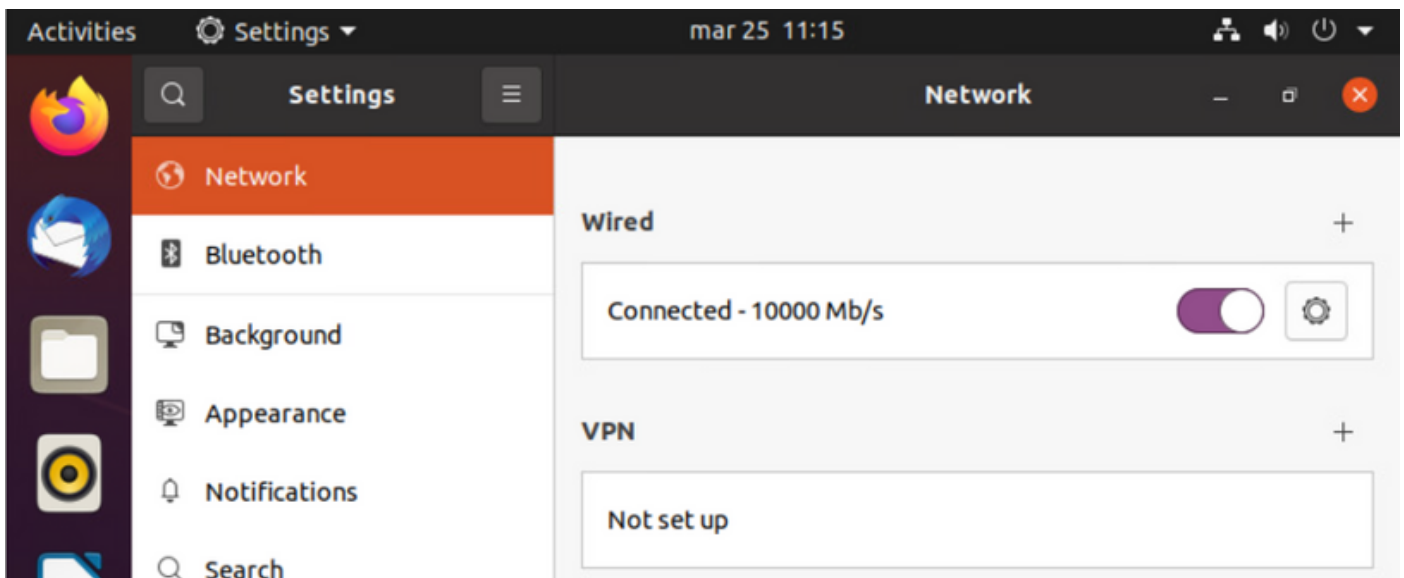 Activities Settings mar 25 11:15
Settings Network
Network
Bluetooth
Background
Appearance
Notifications
Search
Wired
Connected - 10000 Mb/s
VPN
Not set up